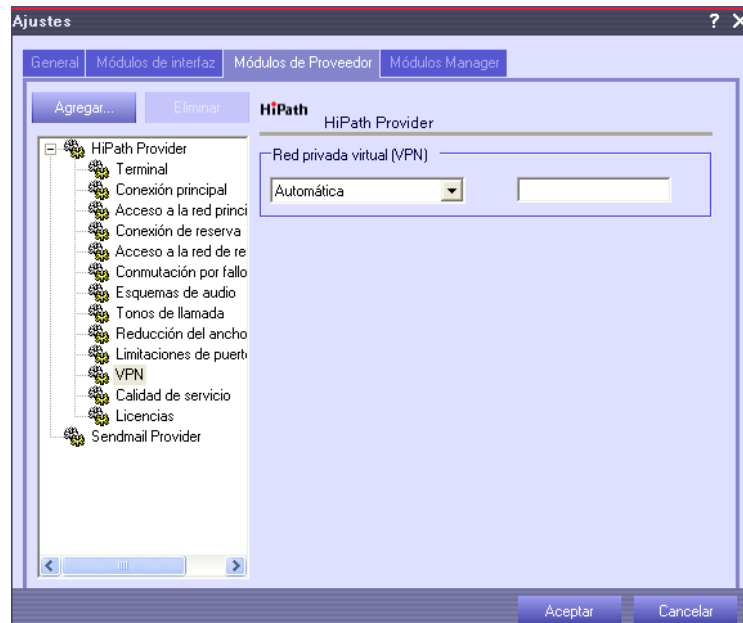 Ajustes ? X
General Módulos de interfaz Módulos de Proveedor Módulos Manager
Agregar... Eliminar
HiPath
HiPath Provider
HiPath Provider
Terminal
Conexión principal
Acceso a la red princi
Conexión de reserva
Acceso a la red de re
Conmutación por fallo
Esquemas de audio
Tonos de llamada
Reducción del ancho
Limitaciones de puert
VPN
Calidad de servicio
Licencias
Sendmail Provider
Red privada virtual (VPN)
Automática
Aceptar Cancelar